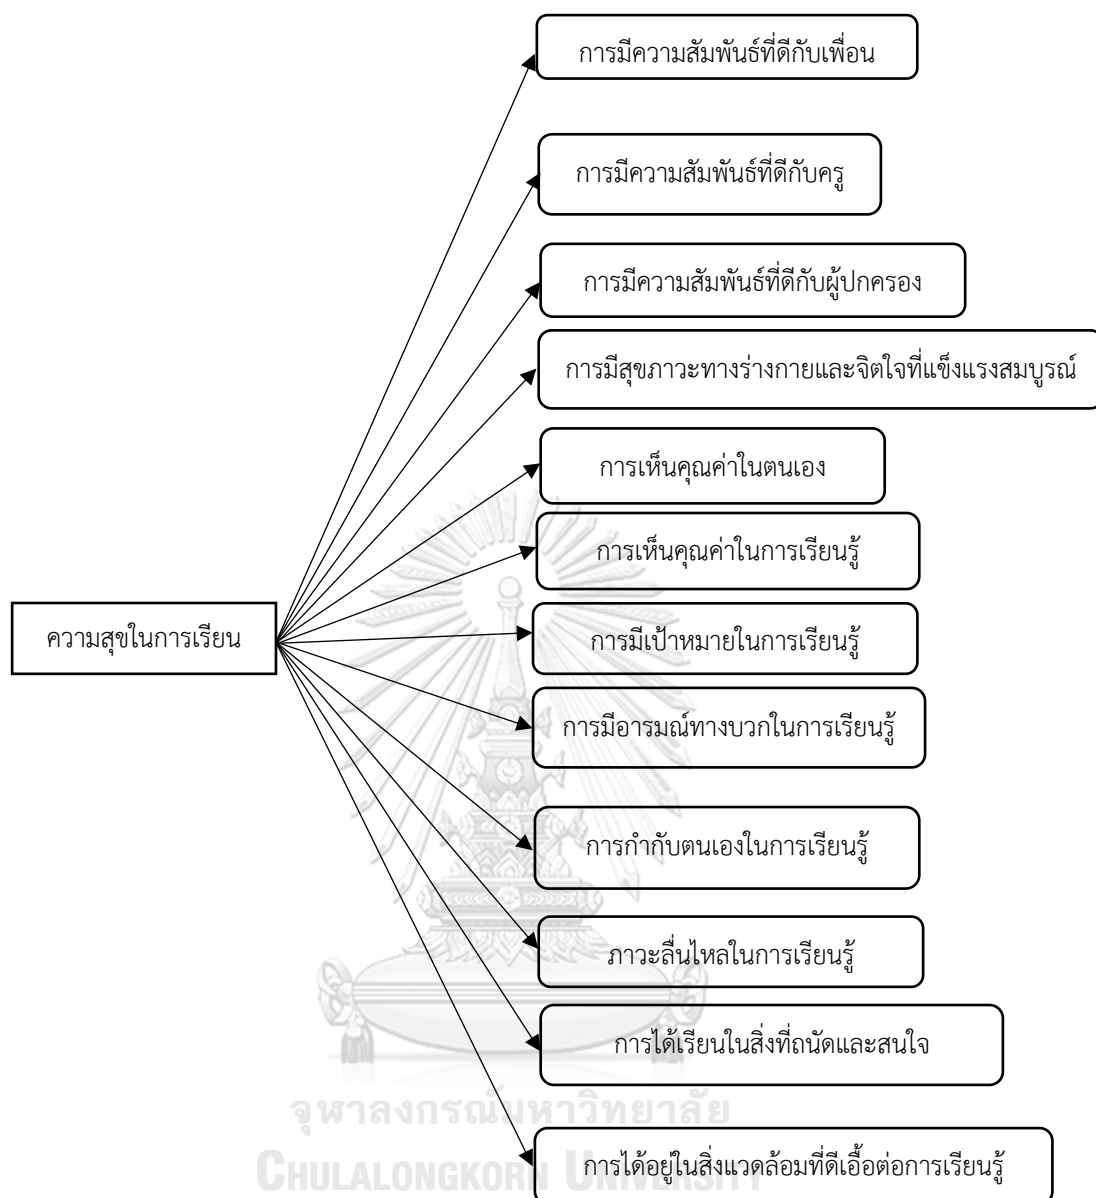 การมีความสัมพันธ์ที่ดีกับเพื่อน
การมีความสัมพันธ์ที่ดีกับครู
การมีความสัมพันธ์ที่ดีกับผู้ปกครอง
การมีสุขภาวะทางร่างกายและจิตใจที่แข็งแรงสมบูรณ์
การเห็นคุณค่าในตนเอง
การเห็นคุณค่าในการเรียนรู้
ความสุขในการเรียน
การมีเป้าหมายในการเรียนรู้
การมีอารมณ์ทางบวกในการเรียนรู้
การกำกับตนเองในการเรียนรู้
ภาวะลื่นไหลในการเรียนรู้
การได้เรียนในสิ่งที่ถนัดและสนใจ
จุฬาลงกรณ์มหาวิทยาลัย
การได้อยู่ในสิ่งแวดล้อมที่ดีเอื้อต่อการเรียนรู้
CHULALONGKORN UNIVERSITY